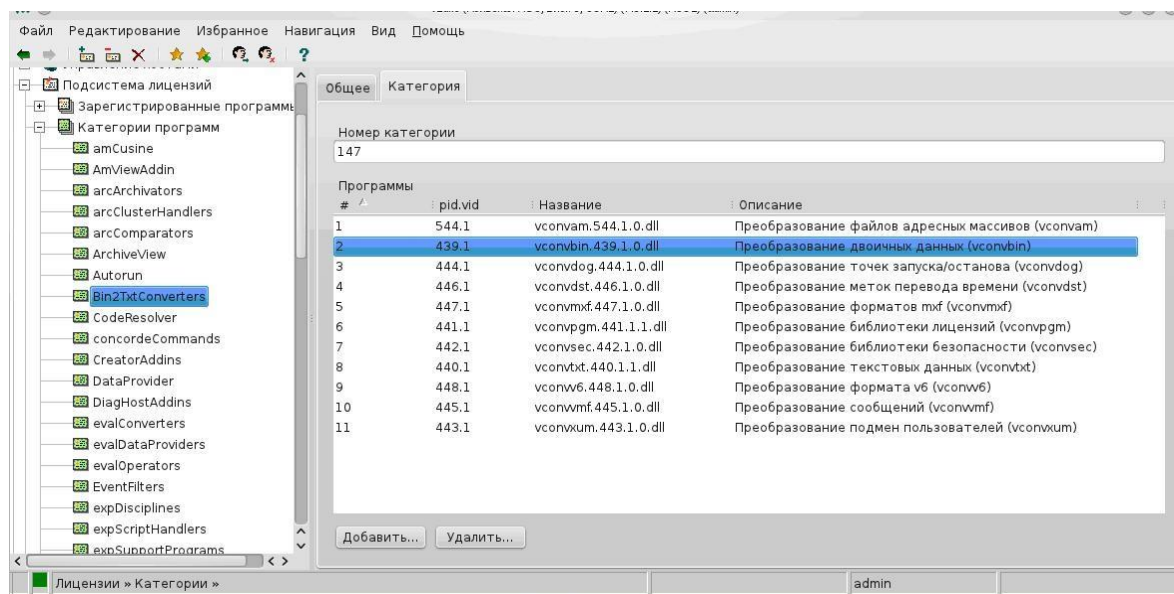 Файл Редактирование Избранное Навигация Вид Помощь
Подсистема лицензий
Зарегистрированные программы
Категории программ
amCusine
AmViewAddin
arcArchivators
arcClusterHandlers
arcComparators
ArchiveView
Autorun
Bin2TxtConverters
CodeResolver
concordeCommands
CreatorAddins
DataProvider
DiagHostAddins
evalConverters
evalDataProviders
evalOperators
EventFilters
expDisciplines
expScriptHandlers
expSupportPrograms
Общее Категория
Номер категории
147
Программы
# pid.vid Название Описание
1 544.1 vconvam.544.1.0.dll Преобразование файлов адресных массивов (vconvam)
2 439.1 vconvbin.439.1.0.dll Преобразование двоичных данных (vconvbin)
3 444.1 vconvdog.444.1.0.dll Преобразование точек запуска/останова (vconvdog)
4 446.1 vconvdst.446.1.0.dll Преобразование меток перевода времени (vconvdst)
5 447.1 vconvmxf.447.1.0.dll Преобразование форматов mxf (vconvmxf)
6 441.1 vconvpgm.441.1.1.dll Преобразование библиотеки лицензий (vconvpgm)
7 442.1 vconvsec.442.1.0.dll Преобразование библиотеки безопасности (vconvsec)
8 440.1 vconvtxt.440.1.1.dll Преобразование текстовых данных (vconvtxt)
9 448.1 vconvv6.448.1.0.dll Преобразование формата v6 (vconvv6)
10 445.1 vconvvmf.445.1.0.dll Преобразование сообщений (vconvvmf)
11 443.1 vconvxum.443.1.0.dll Преобразование подмен пользователей (vconvxum)
Добавить... Удалить...
Лицензии » Категории » admin